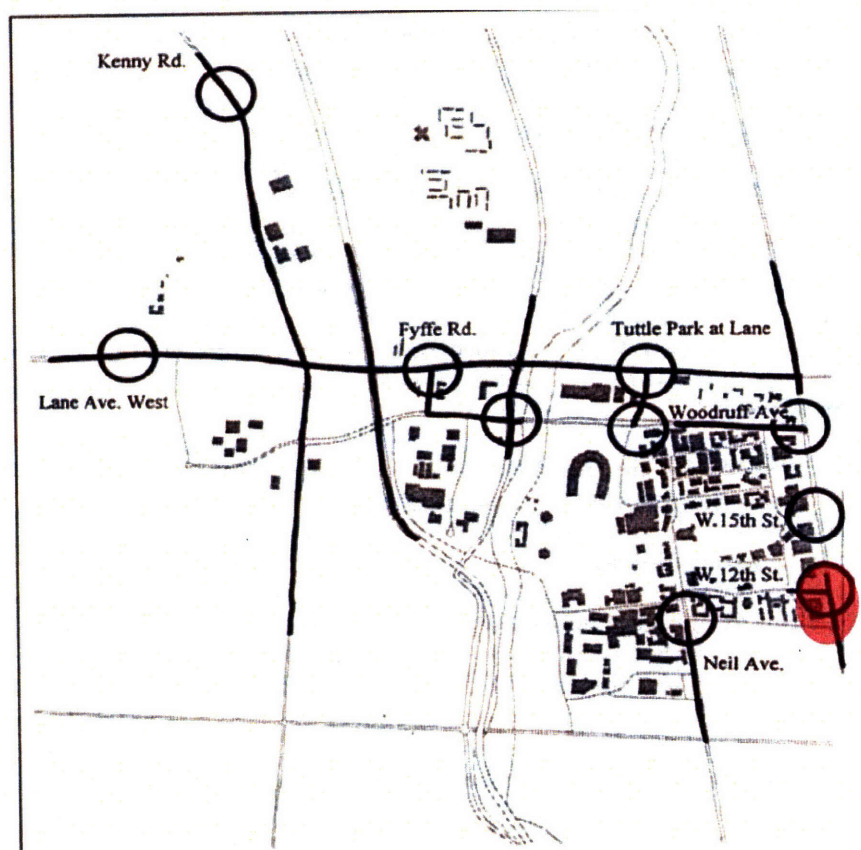 Kenny Rd.
Fyffe Rd.
Tuttle Park at Lane
Lane Ave. West
Woodruff Ave.
W. 15th St.
W. 12th St.
Neil Ave.